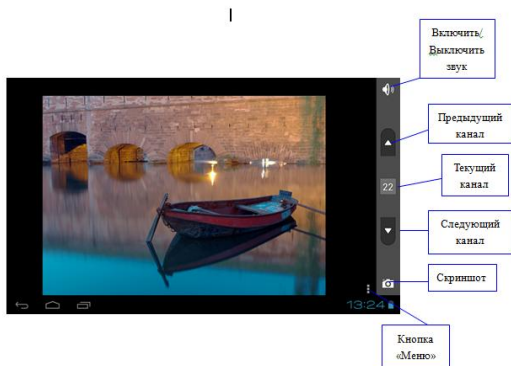 Включить/
Выключить
звук
Предыдущий
канал
22
Текущий
канал
Следующий
канал
Скриншот
13:24
Кнопка
«Меню»